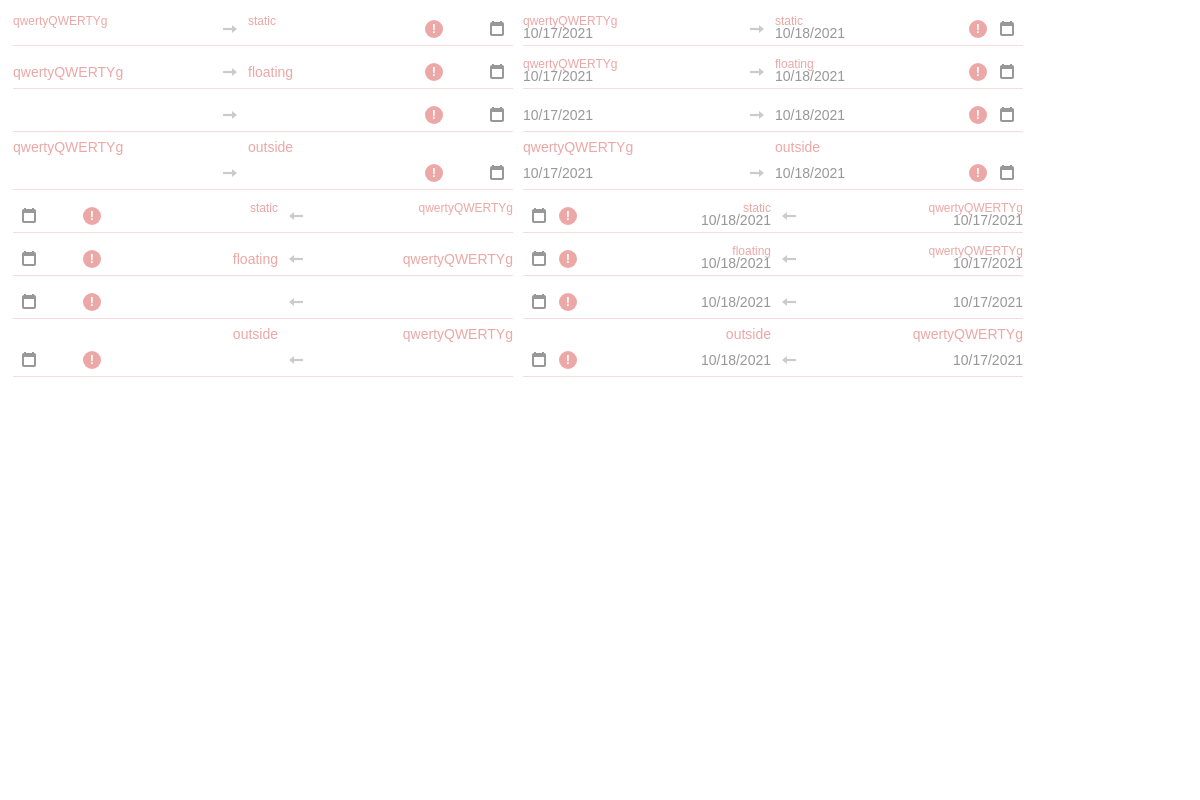 qwertyQWERTYg static qwertyQWERTYg static
10/17/2021 10/18/2021
qwertyQWERTYg floating qwertyQWERTYg floating
10/17/2021 10/18/2021
10/17/2021 10/18/2021
qwertyQWERTYg outside qwertyQWERTYg outside
10/17/2021 10/18/2021
static qwertyQWERTYg static qwertyQWERTYg
10/18/2021 10/17/2021
floating qwertyQWERTYg floating qwertyQWERTYg
10/18/2021 10/17/2021
10/18/2021 10/17/2021
outside qwertyQWERTYg outside qwertyQWERTYg
10/18/2021 10/17/2021